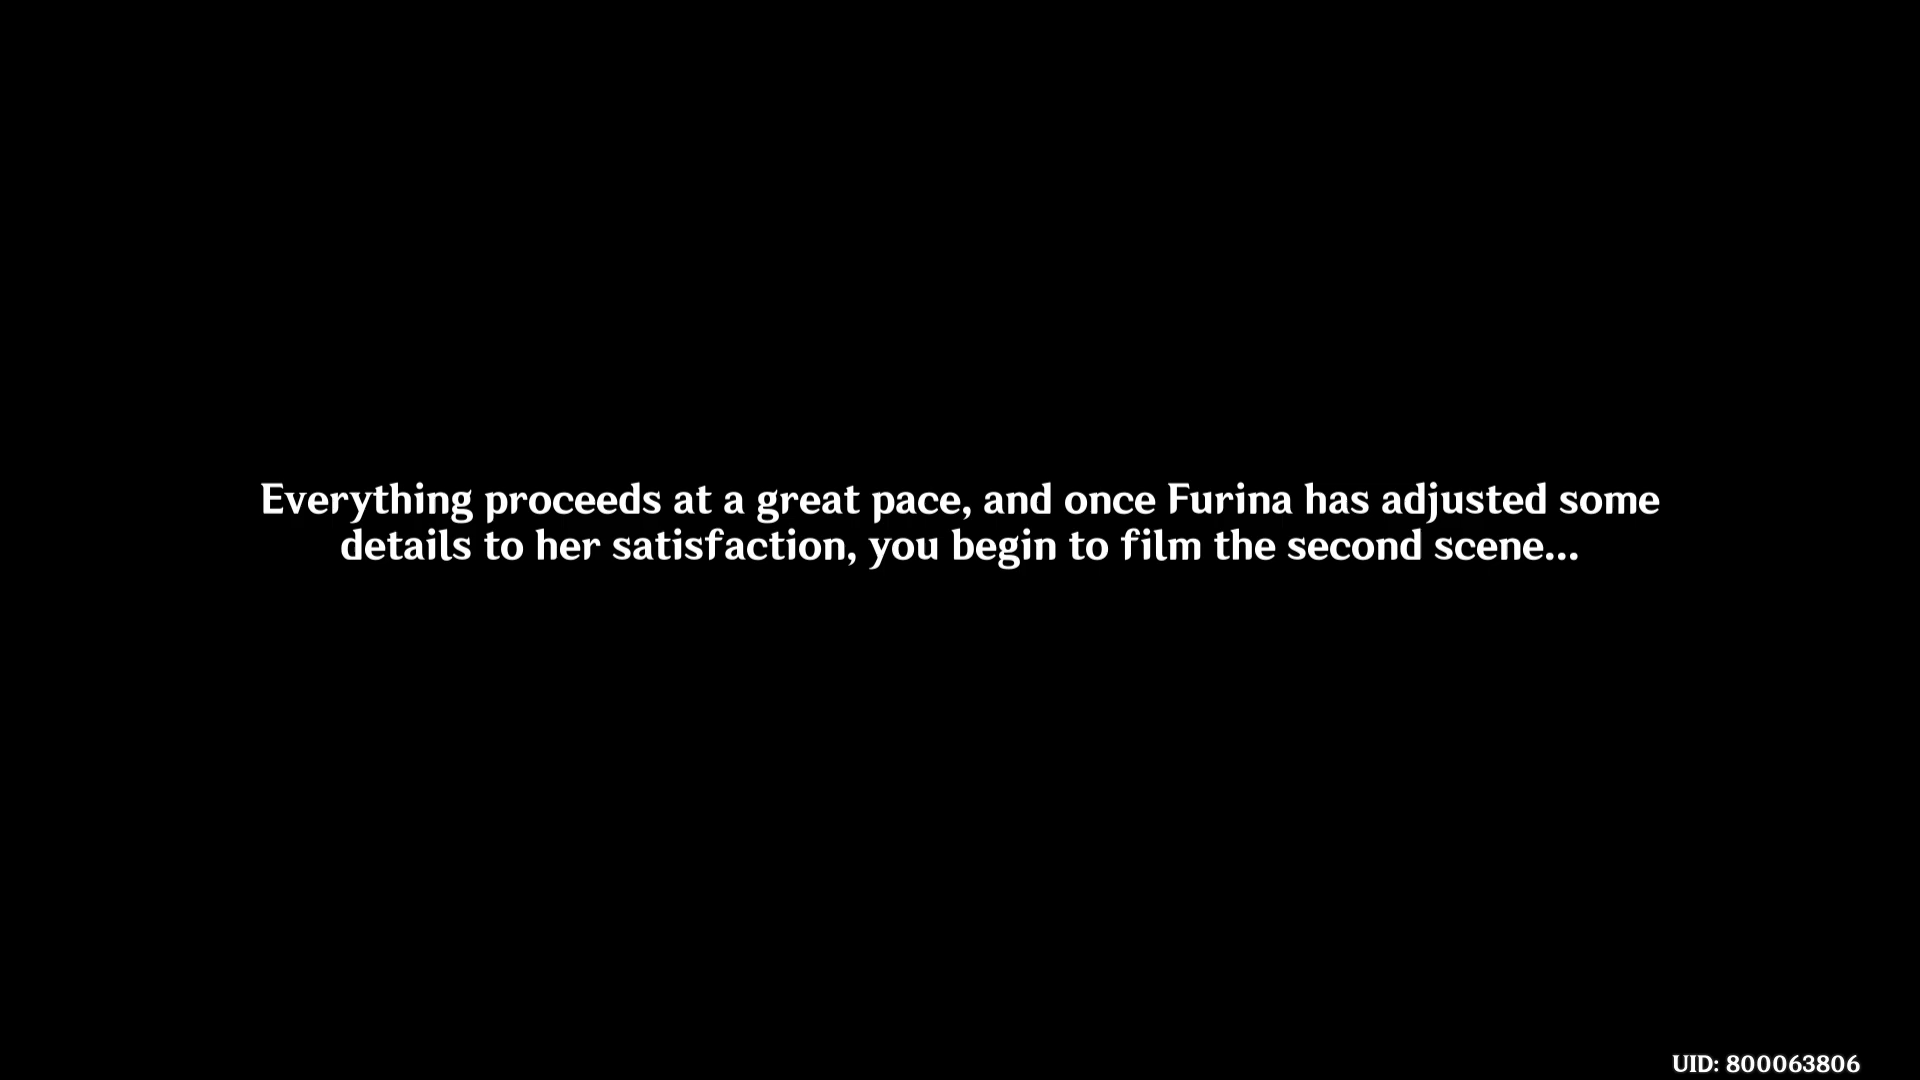 Everything proceeds at a great pace, and once Furina has adjusted some
details to her satisfaction, you begin to film the second scene...
UID: 800063806